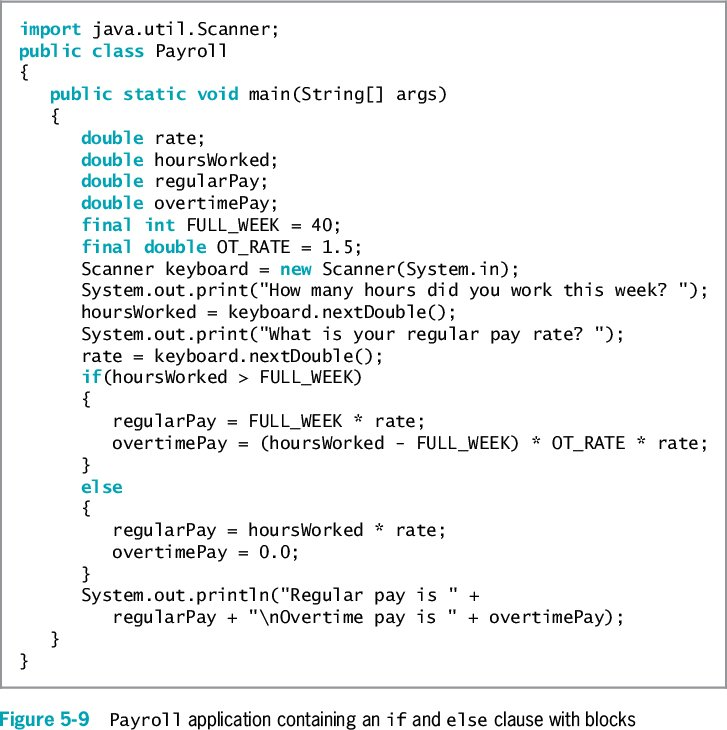 import java.util.Scanner;
public class Payroll
{
   public static void main(String[] args)
   {
      double rate;
      double hoursWorked;
      double regularPay;
      double overtimePay;
      final int FULL_WEEK = 40;
      final double OT_RATE = 1.5;
      Scanner keyboard = new Scanner(System.in);
      System.out.print("How many hours did you work this week? ");
      hoursWorked = keyboard.nextDouble();
      System.out.print("What is your regular pay rate? ");
      rate = keyboard.nextDouble();
      if(hoursWorked > FULL_WEEK)
      {
         regularPay = FULL_WEEK * rate;
         overtimePay = (hoursWorked - FULL_WEEK) * OT_RATE * rate;
      }
      else
      {
         regularPay = hoursWorked * rate;
         overtimePay = 0.0;
      }
      System.out.println("Regular pay is " +
         regularPay + "\nOvertime pay is " + overtimePay);
   }
}
Figure 5-9 Payroll application containing an if and else clause with blocks